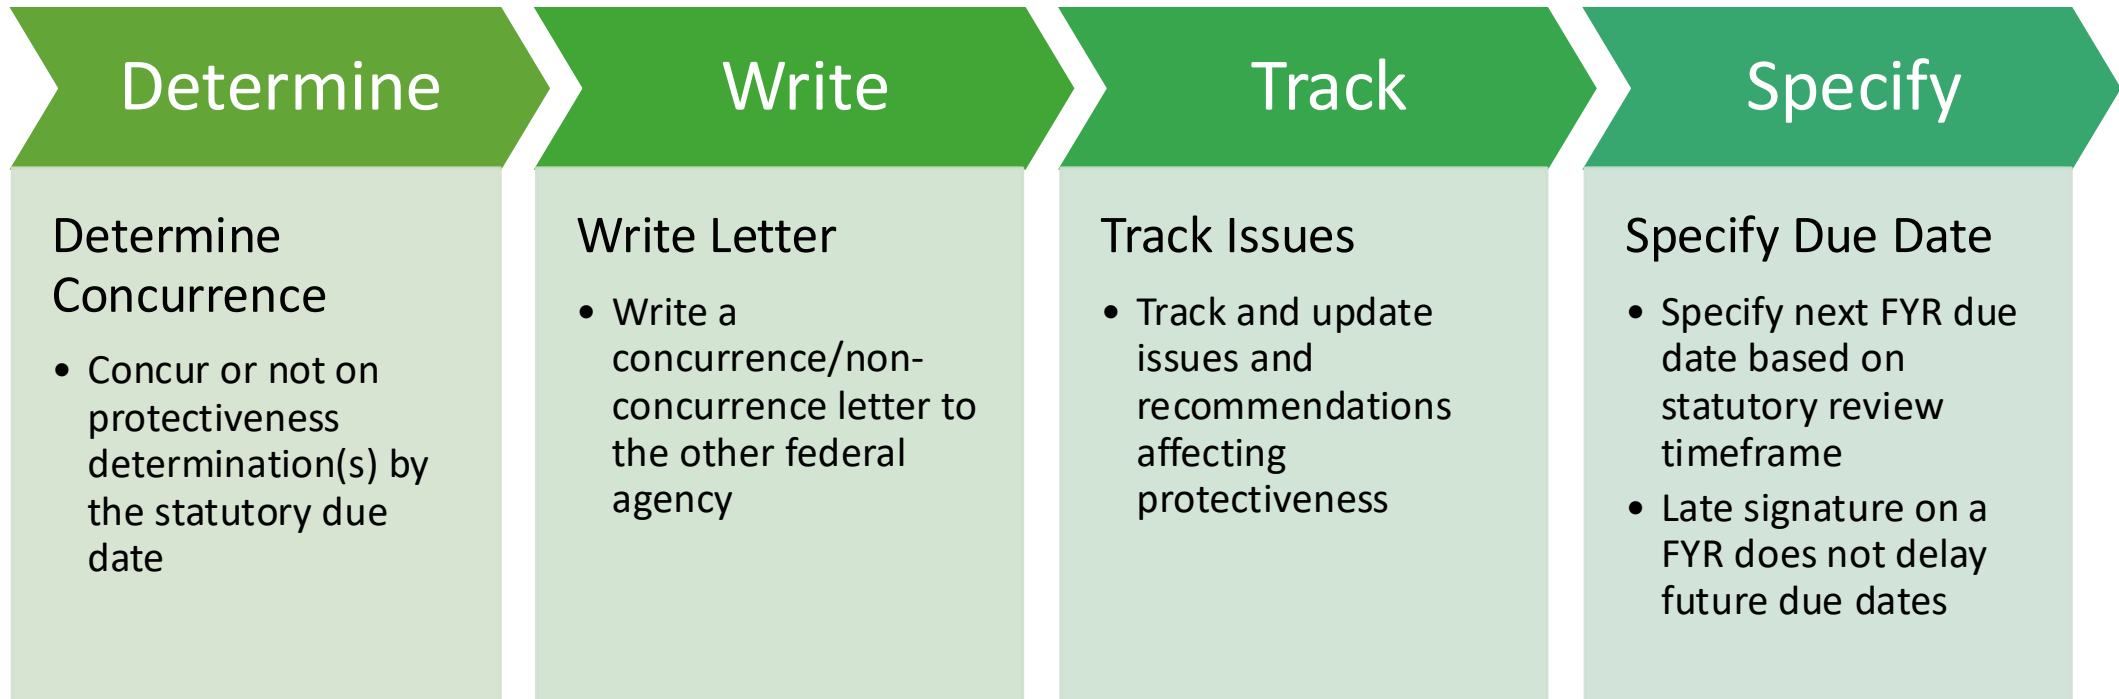 Determine
Write
Track
Specify
Determine
Concurrence
• Concur or not on
protectiveness
determination(s) by
the statutory due
date
Write Letter
• Write a
concurrence/non-
concurrence letter to
the other federal
agency
Track Issues
• Track and update
issues and
recommendations
affecting
protectiveness
Specify Due Date
• Specify next FYR due
date based on
statutory review
timeframe
• Late signature on a
FYR does not delay
future due dates